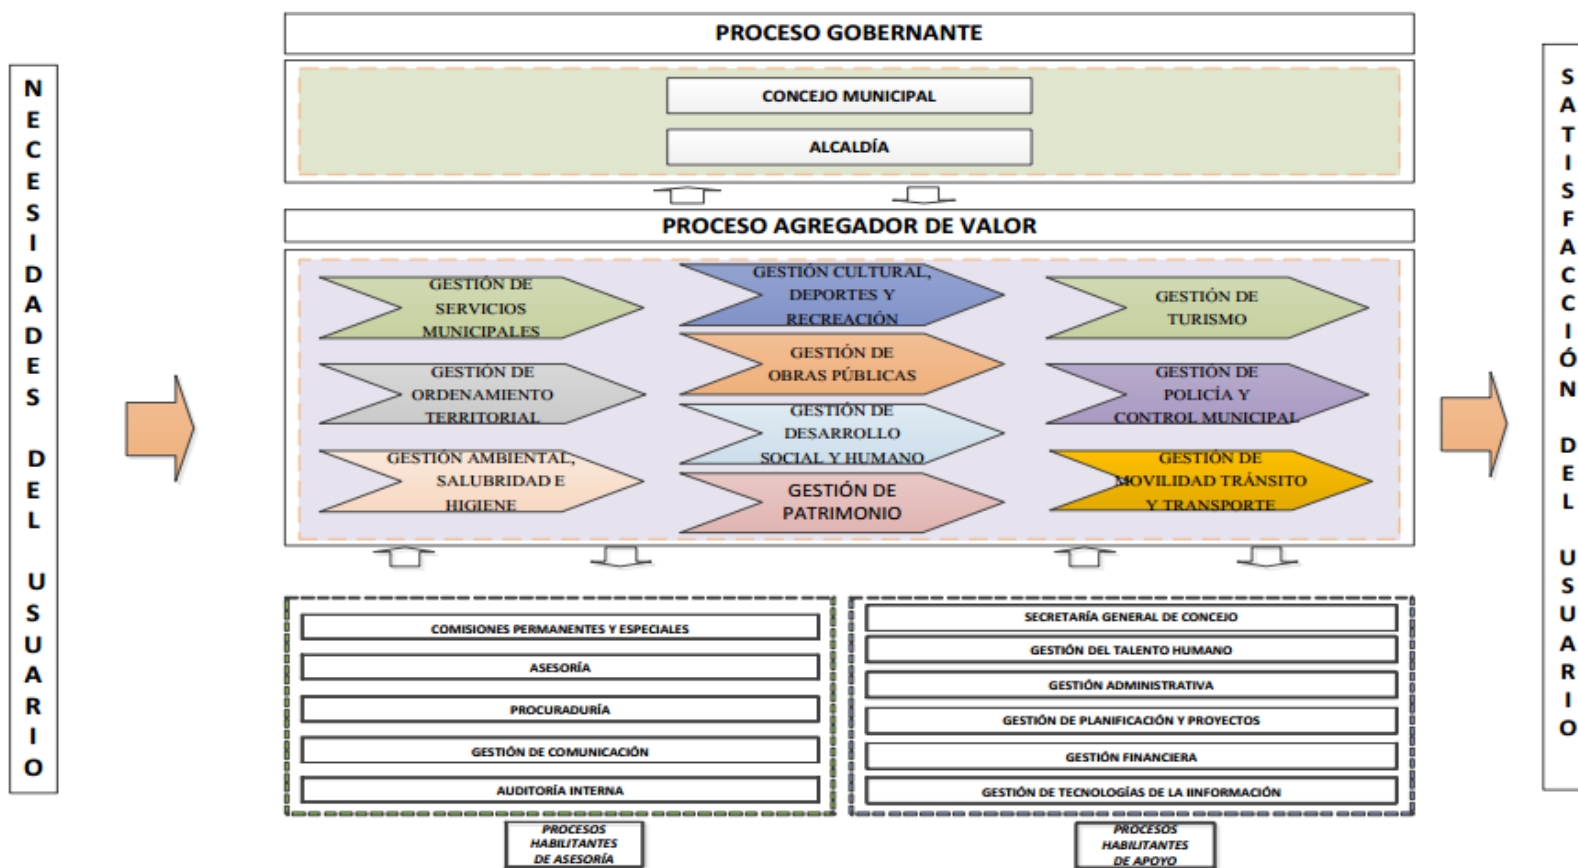 PROCESO GOBERNANTE
CONCEJO MUNICIPAL
ALCALDÍA
NECESIDADES DEL USUARIO
PROCESO AGREGADOR DE VALOR
GESTIÓN DE
SERVICIOS
MUNICIPALES
GESTIÓN DE
ORDENAMIENTO
TERRITORIAL
GESTIÓN AMBIENTAL,
SALUBRIDAD E
HIGIENE
GESTIÓN CULTURAL,
DEPORTES Y
RECREACIÓN
GESTIÓN DE
OBRAS PÚBLICAS
GESTIÓN DE
DESARROLLO
SOCIAL Y HUMANO
GESTIÓN DE
PATRIMONIO
GESTIÓN DE
TURISMO
GESTIÓN DE
POLICÍA Y
CONTROL MUNICIPAL
GESTIÓN DE
MOVILIDAD TRÁNSITO
Y TRANSPORTE
SATISFACCIÓN DEL USUARIO
COMISIONES PERMANENTES Y ESPECIALES
ASESORÍA
PROCURADURÍA
GESTIÓN DE COMUNICACIÓN
AUDITORÍA INTERNA
PROCESOS
HABILITANTES
DE ASESORÍA
SECRETARÍA GENERAL DE CONCEJO
GESTIÓN DEL TALENTO HUMANO
GESTIÓN ADMINISTRATIVA
GESTIÓN DE PLANIFICACIÓN Y PROYECTOS
GESTIÓN FINANCIERA
GESTIÓN DE TECNOLOGÍAS DE LA IINFORMACIÓN
PROCESOS
HABILITANTES
DE APOYO